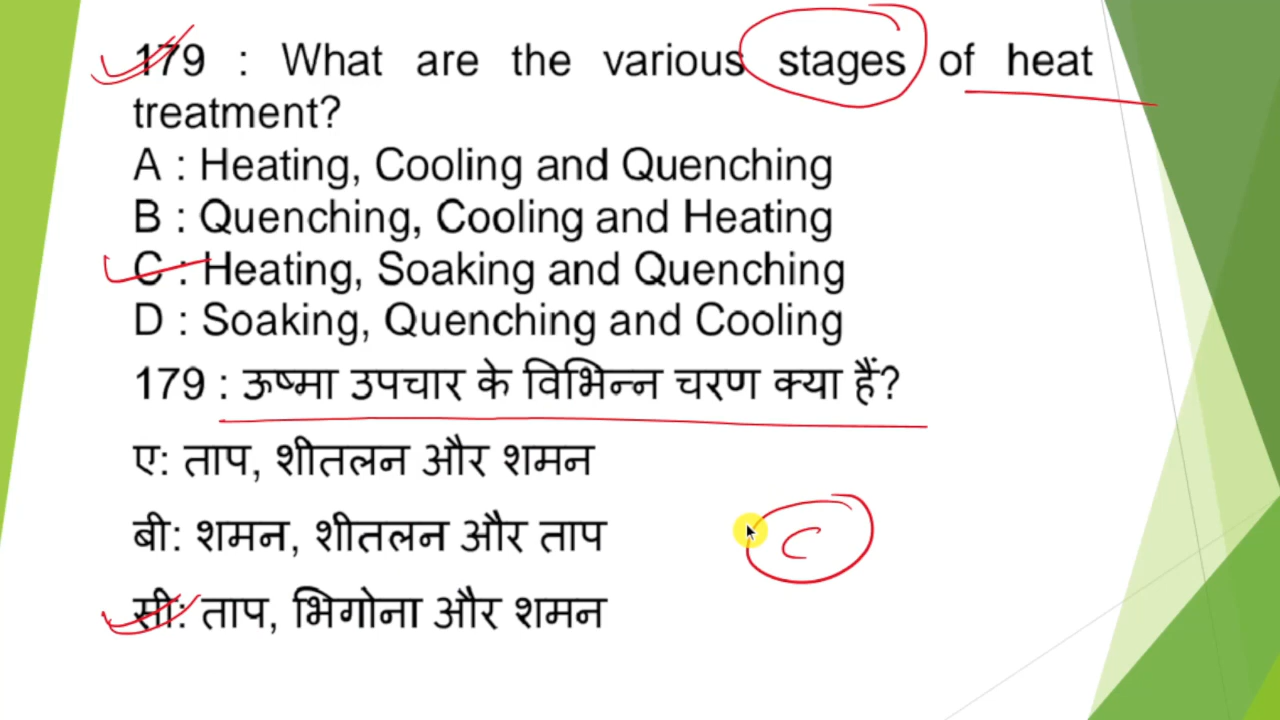 179 : What are the various stages of heat
treatment?
A : Heating, Cooling and Quenching
B : Quenching, Cooling and Heating
C : Heating, Soaking and Quenching
D : Soaking, Quenching and Cooling
179 : ऊष्मा उपचार के विभिन्न चरण क्या हैं?
ए: ताप, शीतलन और शमन
बी: शमन, शीतलन और ताप
C
सी: ताप, भिगोना और शमन